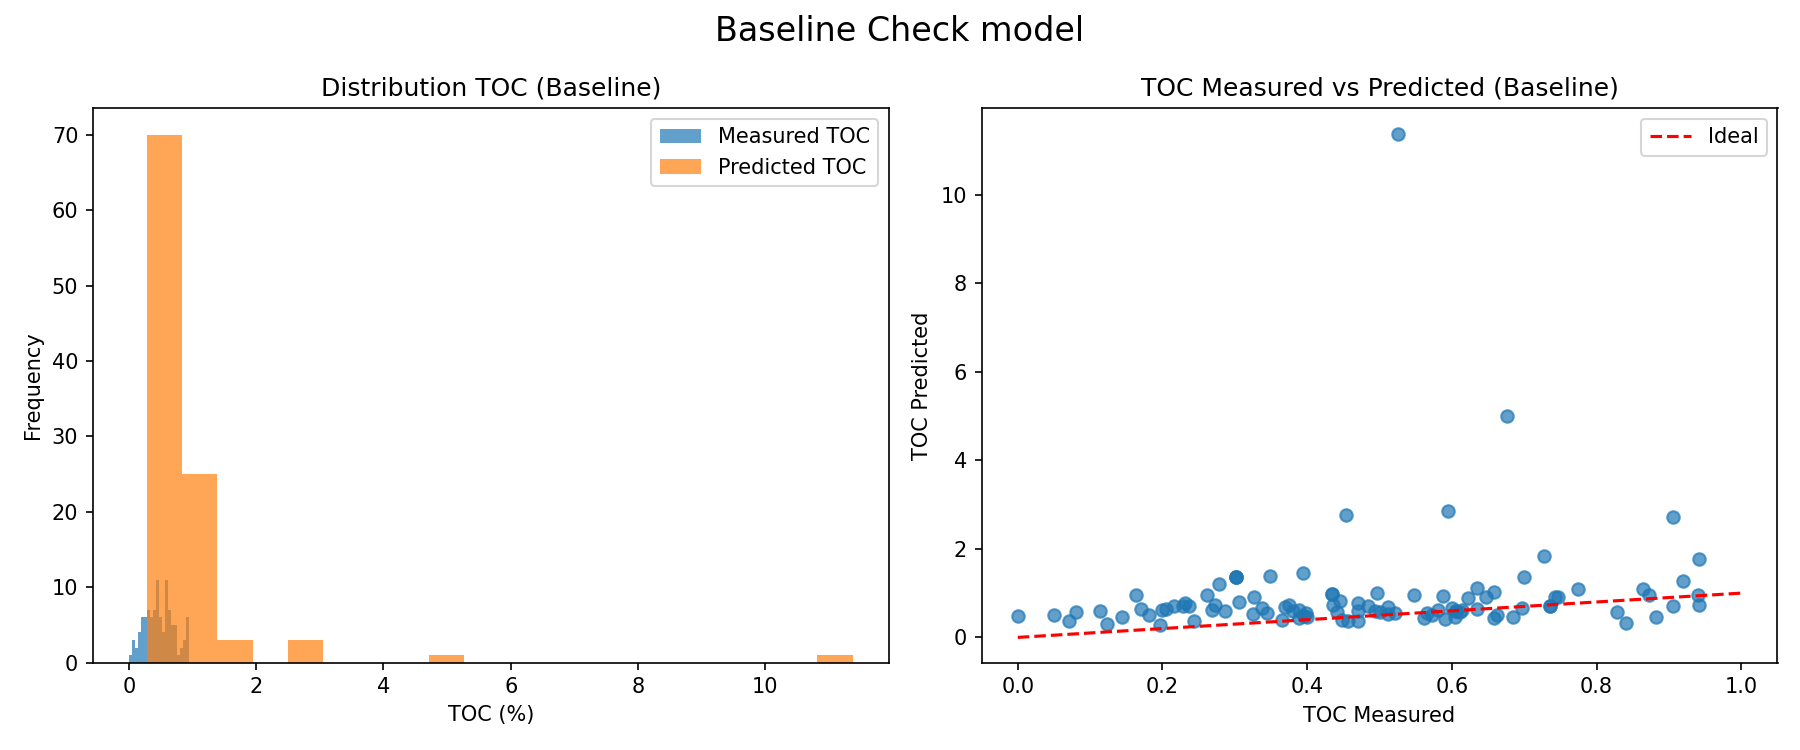 Baseline Check model
Distribution TOC (Baseline)
Measured TOC
Predicted TOC
Frequency
70
60
50
40
30
20
10
0
0 2 4 6 8 10
TOC (%)
TOC Measured vs Predicted (Baseline)
Ideal
TOC Predicted
10
8
6
4
2
0
0.0 0.2 0.4 0.6 0.8 1.0
TOC Measured